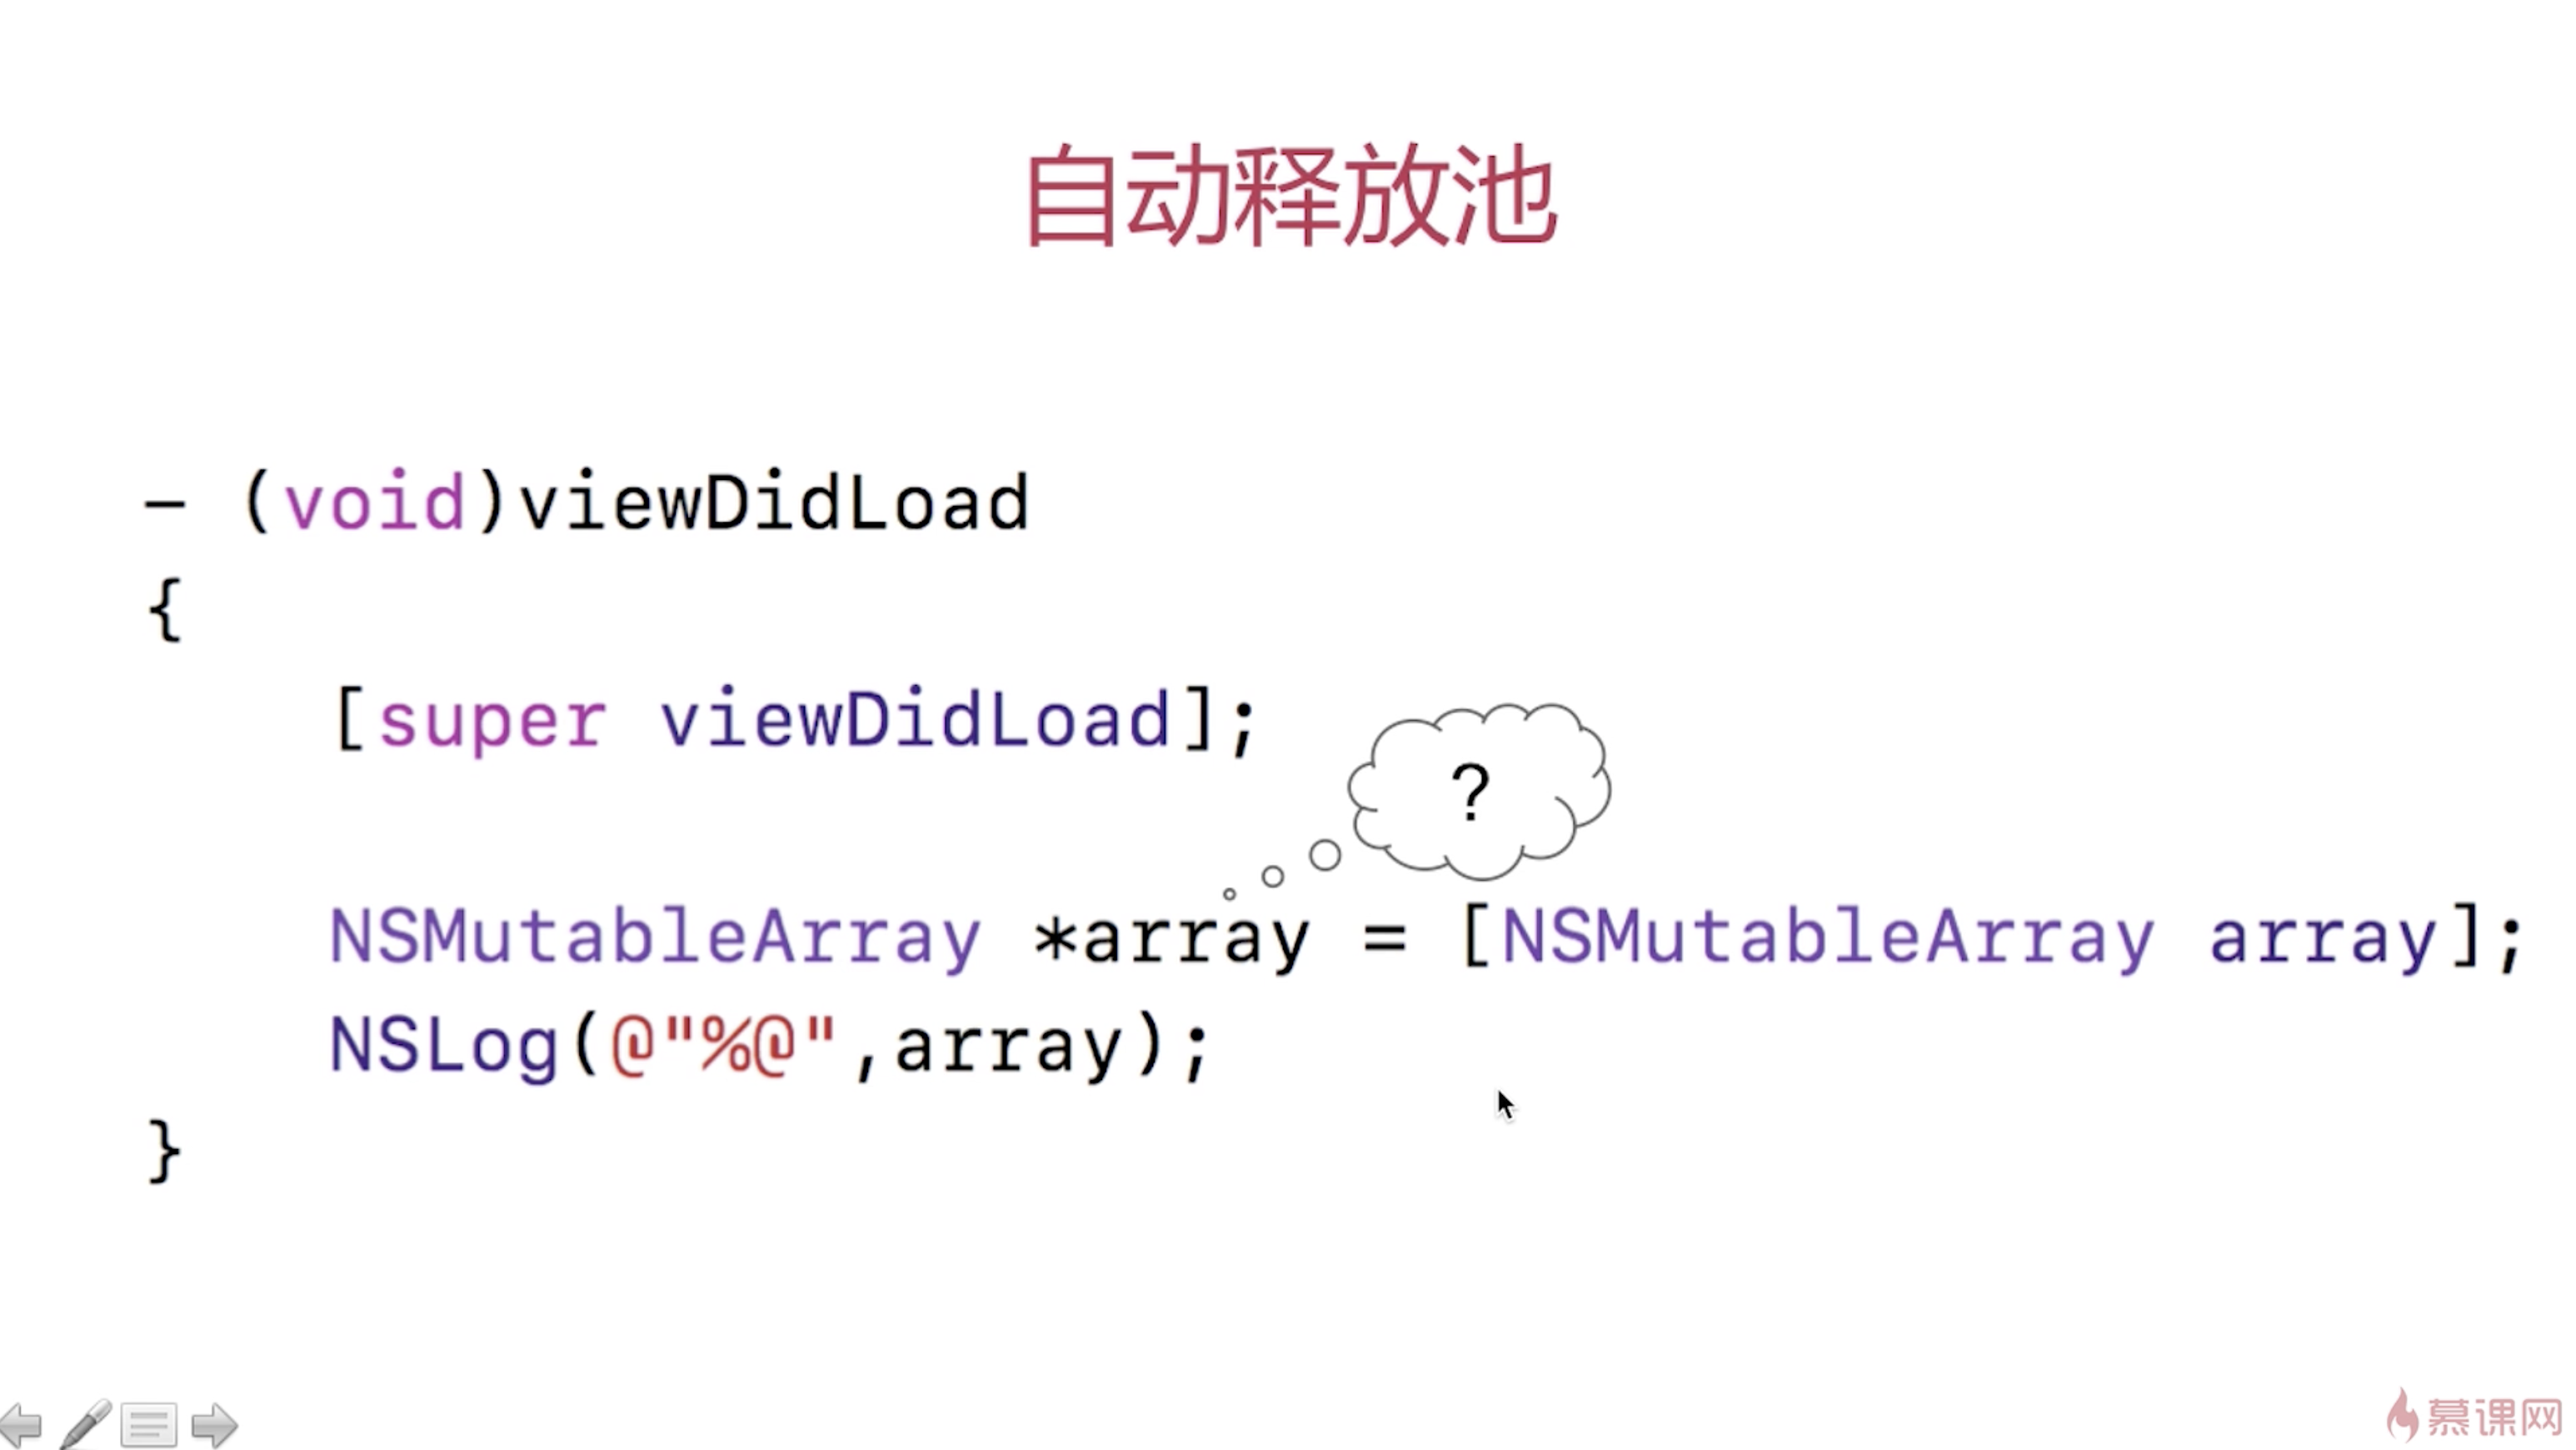 自动释放池
- (void)viewDidLoad
{
[super viewDidLoad];
?
NSMutableArray *array = [NSMutableArray array];
NSLog(@"%@",array);
}
慕课网